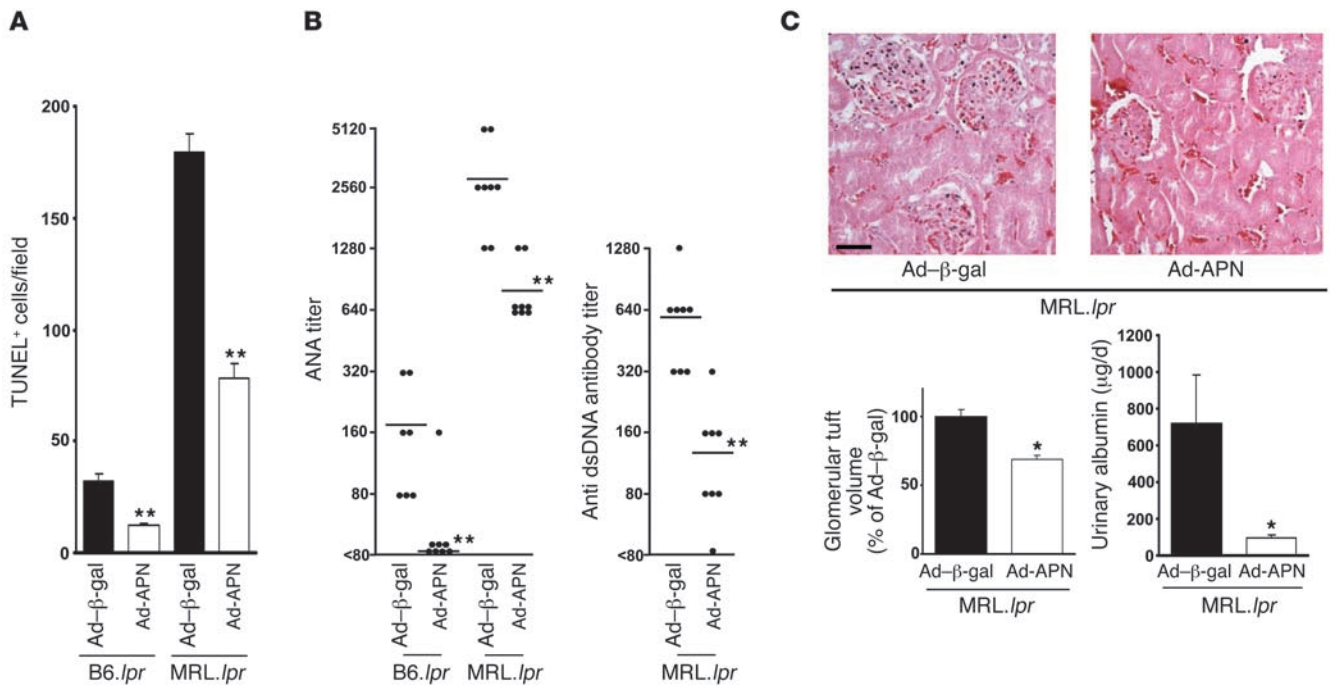 A
TUNEL⁺ cells/field
200
150
100
50
0
**
**
Ad–β-gal
Ad-APN
Ad–β-gal
Ad-APN
B6.lpr
MRL.lpr
B
ANA titer
5120
2560
1280
640
320
160
80
<80
**
**
Ad–β-gal
Ad-APN
Ad–β-gal
Ad-APN
B6.lpr
MRL.lpr
Anti dsDNA antibody titer
1280
640
320
160
80
<80
**
Ad–β-gal
Ad-APN
MRL.lpr
C
Ad–β-gal
Ad-APN
MRL.lpr
Glomerular tuft
volume
(% of Ad–β-gal)
100
50
0
*
Ad–β-gal
Ad-APN
MRL.lpr
Urinary albumin (μg/d)
1200
1000
800
600
400
200
0
*
Ad–β-gal
Ad-APN
MRL.lpr